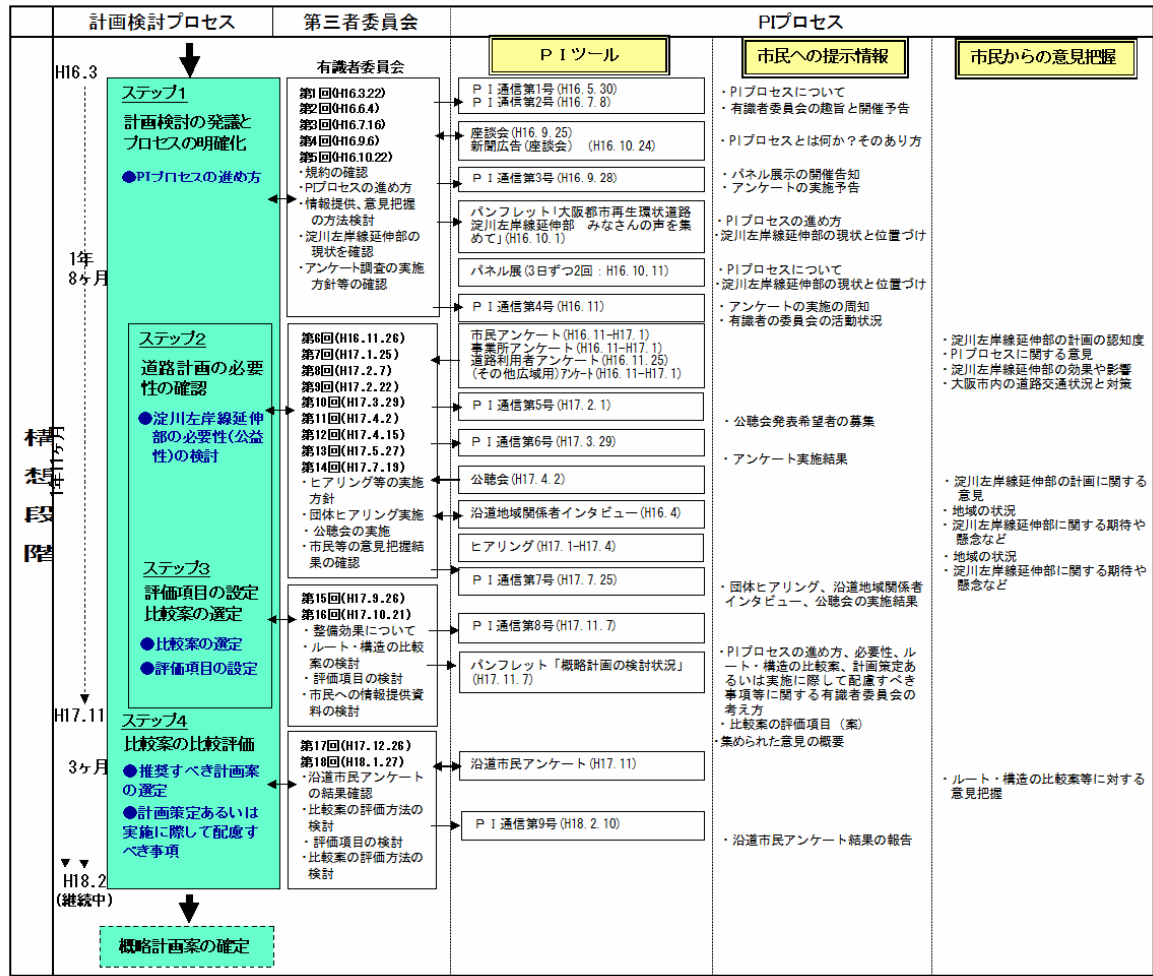 計画検討プロセス
第三者委員会
PIプロセス
ＰＩツール
市民への提示情報
市民からの意見把握
構想段階
H16.3
1年
8ヶ月
1年11ヶ月
H17.11
3ヶ月
H18.2
(継続中)
ステップ1
計画検討の発議と
プロセスの明確化
●PIプロセスの進め方
ステップ2
道路計画の必要
性の確認
●淀川左岸線延伸
部の必要性(公益
性)の検討
ステップ3
評価項目の設定
比較案の選定
●比較案の選定
●評価項目の設定
ステップ4
比較案の比較評価
●推奨すべき計画案
の選定
●計画策定あるいは
実施に際して配慮す
べき事項
概略計画案の確定
有識者委員会
第1回(H16.3.22)
第2回(H16.6.4)
第3回(H16.7.16)
第4回(H16.9.6)
第5回(H16.10.22)
・規約の確認
・PIプロセスの進め方
・情報提供、意見把握
の方法検討
・淀川左岸線延伸部の
現状を確認
・アンケート調査の実施
方針等の確認
第6回(H16.11.26)
第7回(H17.1.25)
第8回(H17.2.7)
第9回(H17.2.22)
第10回(H17.3.29)
第11回(H17.4.2)
第12回(H17.4.15)
第13回(H17.5.27)
第14回(H17.7.19)
・ヒアリング等の実施
方針
・団体ヒアリング実施
・公聴会の実施
・市民等の意見把握結
果の確認
第15回(H17.9.26)
第16回(H17.10.21)
・整備効果について
・ルート・構造の比較
案の検討
・評価項目の検討
・市民への情報提供資
料の検討
第17回(H17.12.26)
第18回(H18.1.27)
・沿道市民アンケート
の結果確認
・比較案の評価方法の
検討
・評価項目の検討
・比較案の評価方法の
検討
ＰＩ通信第1号(H16.5.30)
ＰＩ通信第2号(H16.7.8)
座談会(H16.9.25)
新聞広告(座談会) (H16.10.24)
ＰＩ通信第3号(H16.9.28)
パンフレット「大阪都市再生環状道路
淀川左岸線延伸部　みなさんの声を集
めて」(H16.10.1)
パネル展(3日ずつ2回：H16.10,11)
ＰＩ通信第4号(H16.11)
市民アンケート(H16.11-H17.1)
事業所アンケート(H16.11-H17.1)
道路利用者アンケート(H16.11.25)
(その他広域用)アンケート(H16.11-H17.1)
ＰＩ通信第5号(H17.2.1)
ＰＩ通信第6号(H17.3.29)
公聴会(H17.4.2)
沿道地域関係者インタビュー(H16.4)
ヒアリング(H17.1-H17.4)
ＰＩ通信第7号(H17.7.25)
ＰＩ通信第8号(H17.11.7)
パンフレット「概略計画の検討状況」
(H17.11.7)
沿道市民アンケート(H17.11)
ＰＩ通信第9号(H18.2.10)
・PIプロセスについて
・有識者委員会の趣旨と開催予告
・PIプロセスとは何か？そのあり方
・パネル展示の開催告知
・アンケートの実施予告
・PIプロセスの進め方
・淀川左岸線延伸部の現状と位置づけ
・PIプロセスについて
・淀川左岸線延伸部の現状と位置づけ
・アンケートの実施の周知
・有識者の委員会の活動状況
・公聴会発表希望者の募集
・アンケート実施結果
・団体ヒアリング、沿道地域関係者
インタビュー、公聴会の実施結果
・PIプロセスの進め方、必要性、ル
ート・構造の比較案、計画策定あ
るいは実施に際して配慮すべき
事項等に関する有識者委員会の
考え方
・比較案の評価項目（案）
・集められた意見の概要
・沿道市民アンケート結果の報告
・淀川左岸線延伸部の計画の認知度
・PIプロセスに関する意見
・淀川左岸線延伸部の効果や影響
・大阪市内の道路交通状況と対策
・淀川左岸線延伸部の計画に関する
意見
・地域の状況
・淀川左岸線延伸部に関する期待や
懸念など
・地域の状況
・淀川左岸線延伸部に関する期待や
懸念など
・ルート・構造の比較案等に対する
意見把握